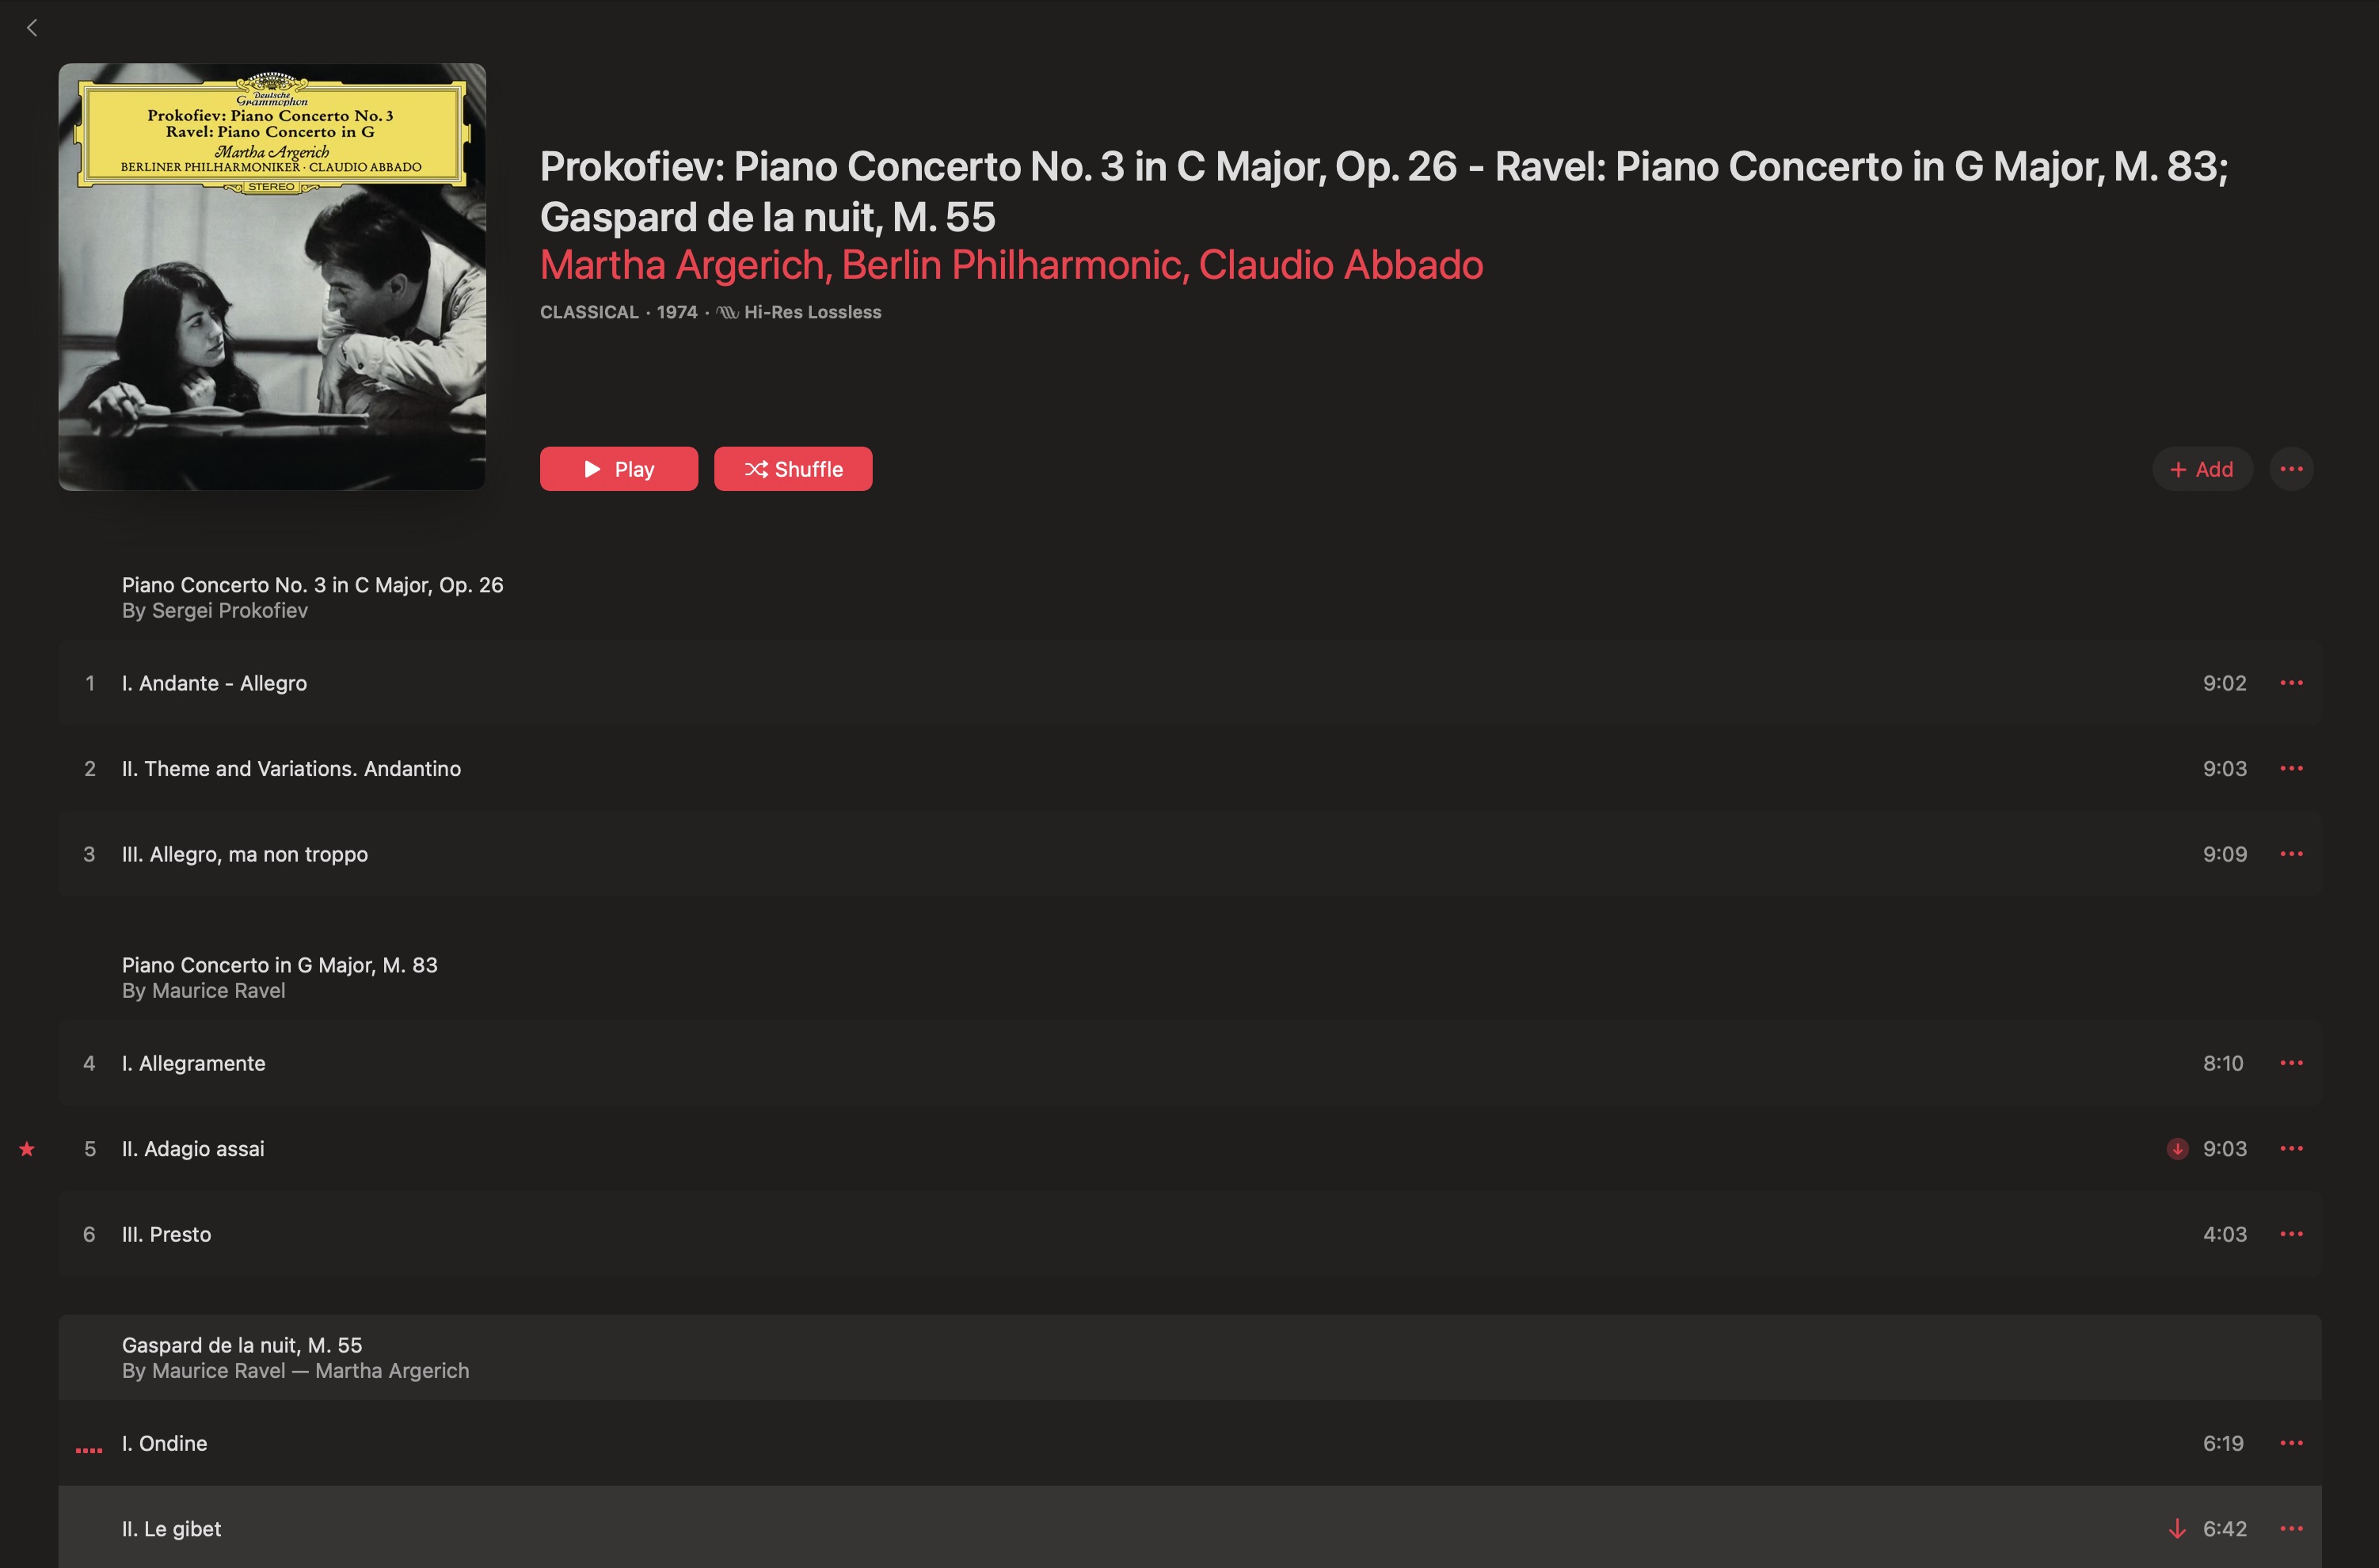 Deutsche
Grammophon
Prokofiev: Piano Concerto No. 3
Ravel: Piano Concerto in G
Martha Argerich
BERLINER PHILHARMONIKER · CLAUDIO ABBADO
STEREO
Prokofiev: Piano Concerto No. 3 in C Major, Op. 26 - Ravel: Piano Concerto in G Major, M. 83;
Gaspard de la nuit, M. 55
Martha Argerich, Berlin Philharmonic, Claudio Abbado
CLASSICAL · 1974 · Hi-Res Lossless
Play
Shuffle
+ Add
Piano Concerto No. 3 in C Major, Op. 26
By Sergei Prokofiev
1 I. Andante - Allegro 9:02
2 II. Theme and Variations. Andantino 9:03
3 III. Allegro, ma non troppo 9:09
Piano Concerto in G Major, M. 83
By Maurice Ravel
4 I. Allegramente 8:10
5 II. Adagio assai 9:03
6 III. Presto 4:03
Gaspard de la nuit, M. 55
By Maurice Ravel — Martha Argerich
I. Ondine 6:19
II. Le gibet 6:42